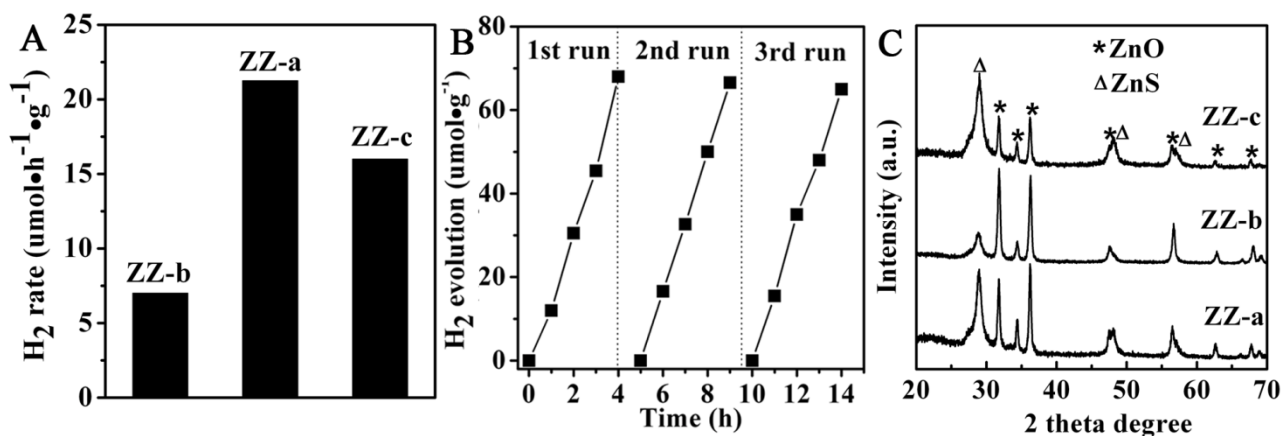 A
H₂ rate (umol•h⁻¹•g⁻¹)
25
20
15
10
5
0
ZZ-b
ZZ-a
ZZ-c
B
H₂ evolution (umol•g⁻¹)
80
60
40
20
0
1st run
2nd run
3rd run
0 2 4 6 8 10 12 14
Time (h)
C
Intensity (a.u.)
*ZnO
ΔZnS
Δ
* * *
*Δ *Δ * *
ZZ-c
ZZ-b
ZZ-a
20 30 40 50 60 70
2 theta degree